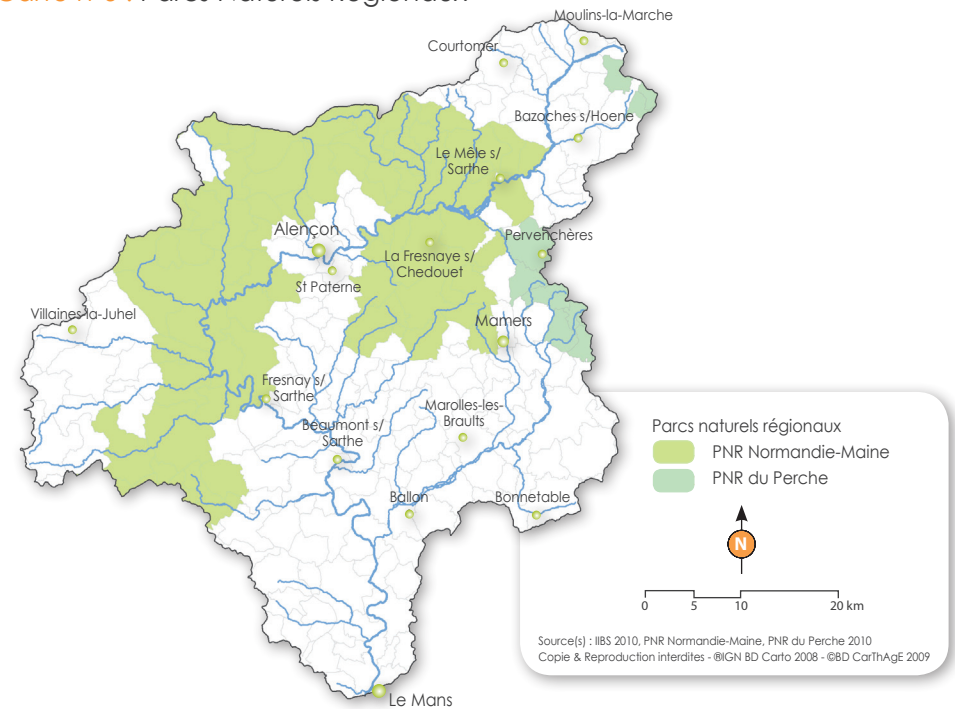 Parcs Naturels Régionaux
Moulins-la-Marche
Courtomer
Bazoches s/Hoene
Le Mêle s/
Sarthe
Alençon
Pervenchères
La Fresnaye s/
Chedouet
St Paterne
Villaines-la-Juhel
Mamers
Fresnay s/
Sarthe
Marolles-les-
Braults
Beaumont s/
Sarthe
Ballon
Bonnetable
Le Mans
Parcs naturels régionaux
PNR Normandie-Maine
PNR du Perche
N
0 5 10 20 km
Source(s) : IIBS 2010, PNR Normandie-Maine, PNR du Perche 2010
Copie & Reproduction interdites - ®IGN BD Carto 2008 - ©BD CarThAgE 2009